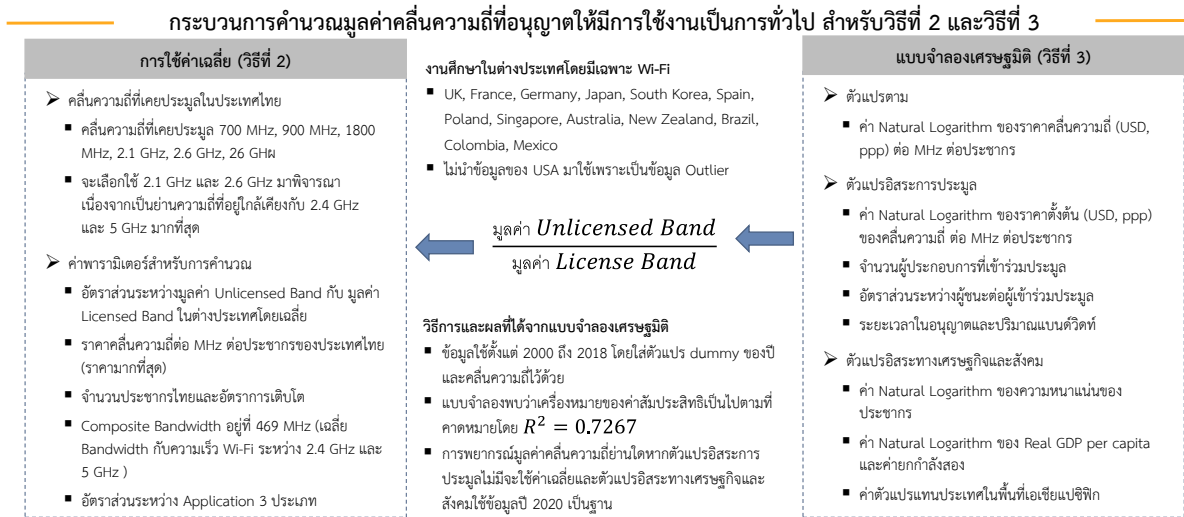 กระบวนการคำนวณมูลค่าคลื่นความถี่ที่อนุญาตให้มีการใช้งานเป็นการทั่วไป สำหรับวิธีที่ 2 และวิธีที่ 3
การใช้ค่าเฉลี่ย (วิธีที่ 2)
คลื่นความถี่ที่เคยประมูลในประเทศไทย
คลื่นความถี่ที่เคยประมูล 700 MHz, 900 MHz, 1800
MHz, 2.1 GHz, 2.6 GHz, 26 GHผ
จะเลือกใช้ 2.1 GHz และ 2.6 GHz มาพิจารณา
เนื่องจากเป็นย่านความถี่ที่อยู่ใกล้เคียงกับ 2.4 GHz
และ 5 GHz มากที่สุด
ค่าพารามิเตอร์สำหรับการคำนวณ
อัตราส่วนระหว่างมูลค่า Unlicensed Band กับ มูลค่า
Licensed Band ในต่างประเทศโดยเฉลี่ย
ราคาคลื่นความถี่ต่อ MHz ต่อประชากรของประเทศไทย
(ราคามากที่สุด)
จำนวนประชากรไทยและอัตราการเติบโต
Composite Bandwidth อยู่ที่ 469 MHz (เฉลี่ย
Bandwidth กับความเร็ว Wi-Fi ระหว่าง 2.4 GHz และ
5 GHz )
อัตราส่วนระหว่าง Application 3 ประเภท
งานศึกษาในต่างประเทศโดยมีเฉพาะ Wi-Fi
UK, France, Germany, Japan, South Korea, Spain,
Poland, Singapore, Australia, New Zealand, Brazil,
Colombia, Mexico
ไม่นำข้อมูลของ USA มาใช้เพราะเป็นข้อมูล Outlier
มูลค่า Unlicensed Band
มูลค่า License Band
วิธีการและผลที่ได้จากแบบจำลองเศรษฐมิติ
ข้อมูลใช้ตั้งแต่ 2000 ถึง 2018 โดยใส่ตัวแปร dummy ของปี
และคลื่นความถี่ไว้ด้วย
แบบจำลองพบว่าเครื่องหมายของค่าสัมประสิทธิเป็นไปตามที่
คาดหมายโดย R² = 0.7267
การพยากรณ์มูลค่าคลื่นความถี่ย่านใดหากตัวแปรอิสระการ
ประมูลไม่มีจะใช้ค่าเฉลี่ยและตัวแปรอิสระทางเศรษฐกิจและ
สังคมใช้ข้อมูลปี 2020 เป็นฐาน
แบบจำลองเศรษฐมิติ (วิธีที่ 3)
ตัวแปรตาม
ค่า Natural Logarithm ของราคาคลื่นความถี่ (USD,
ppp) ต่อ MHz ต่อประชากร
ตัวแปรอิสระการประมูล
ค่า Natural Logarithm ของราคาตั้งต้น (USD, ppp)
ของคลื่นความถี่ ต่อ MHz ต่อประชากร
จำนวนผู้ประกอบการที่เข้าร่วมประมูล
อัตราส่วนระหว่างผู้ชนะต่อผู้เข้าร่วมประมูล
ระยะเวลาในอนุญาตและปริมาณแบนด์วิดท์
ตัวแปรอิสระทางเศรษฐกิจและสังคม
ค่า Natural Logarithm ของความหนาแน่นของ
ประชากร
ค่า Natural Logarithm ของ Real GDP per capita
และค่ายกกำลังสอง
ค่าตัวแปรแทนประเทศในพื้นที่เอเชียแปซิฟิก